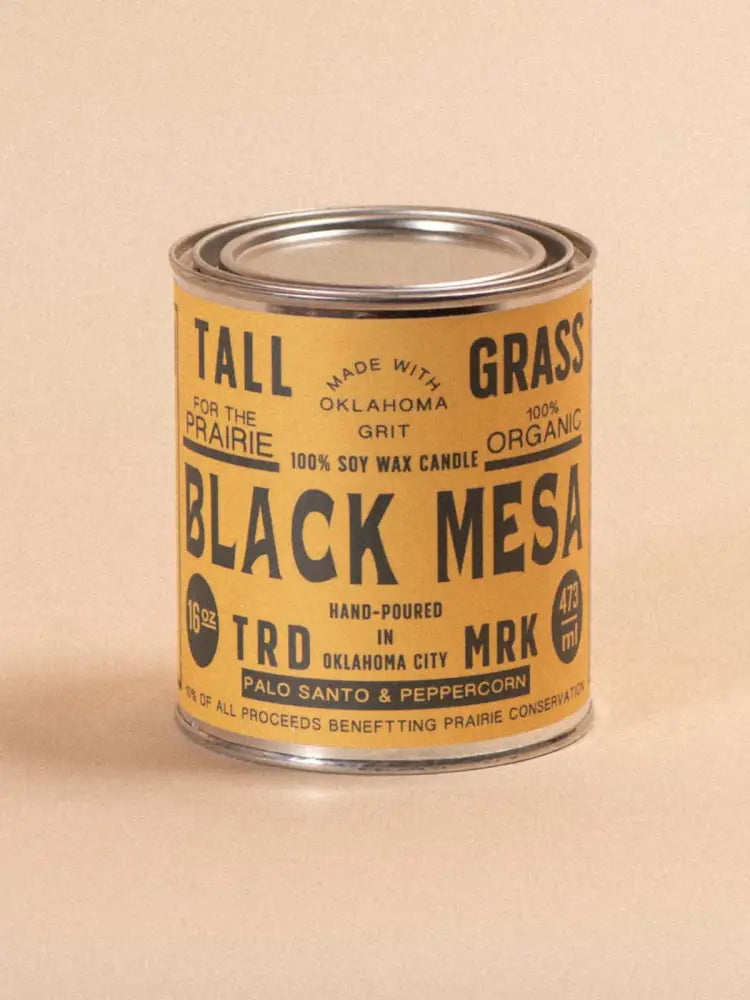 TALL GRASS
MADE WITH
OKLAHOMA
GRIT
FOR THE
PRAIRIE
100%
ORGANIC
100% SOY WAX CANDLE
BLACK MESA
16oz
TRD
HAND-POURED
IN
OKLAHOMA CITY
MRK
473
ml
PALO SANTO & PEPPERCORN
10% OF ALL PROCEEDS BENEFTTING PRAIRIE CONSERVATION